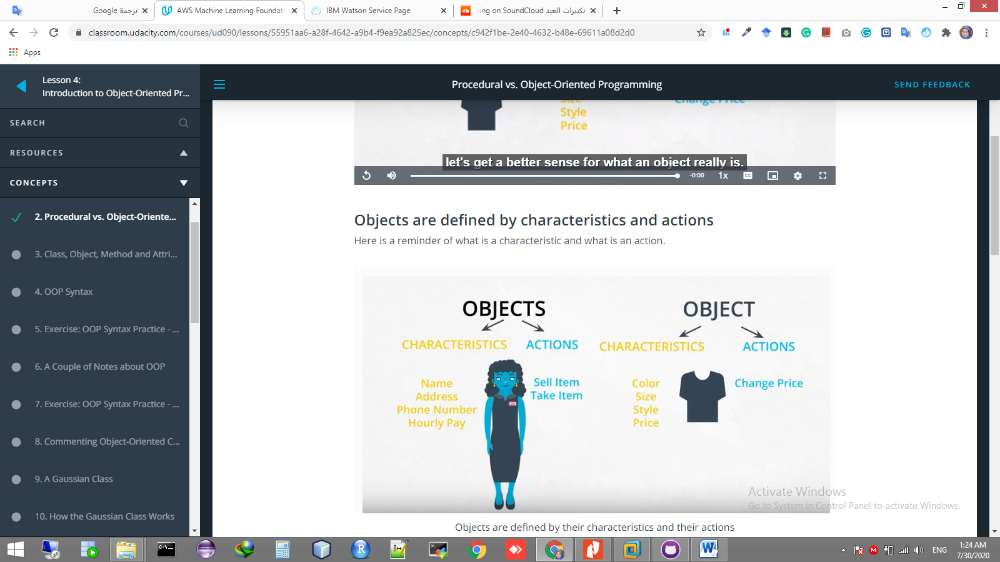 Google ترجمة
AWS Machine Learning Foundati
IBM Watson Service Page
ning on SoundCloud تكبيرات العيد
classroom.udacity.com/courses/ud090/lessons/55951aa6-a28f-4642-a9b4-f9ea92a825ec/concepts/c942f1be-2e40-4632-b48e-69611a08d2d0
Apps
Lesson 4:
Introduction to Object-Oriented Pr...
Procedural vs. Object-Oriented Programming
SEND FEEDBACK
SEARCH
RESOURCES
CONCEPTS
2. Procedural vs. Object-Oriente...
3. Class, Object, Method and Attri...
4. OOP Syntax
5. Exercise: OOP Syntax Practice - ...
6. A Couple of Notes about OOP
7. Exercise: OOP Syntax Practice - ...
8. Commenting Object-Oriented C...
9. A Gaussian Class
10. How the Gaussian Class Works
Size
Style
Price
Change Price
let's get a better sense for what an object really is.
-0:00
1x
CC
Objects are defined by characteristics and actions
Here is a reminder of what is a characteristic and what is an action.
OBJECTS
CHARACTERISTICS
ACTIONS
Name
Address
Phone Number
Hourly Pay
Sell Item
Take Item
OBJECT
CHARACTERISTICS
ACTIONS
Color
Size
Style
Price
Change Price
Activate Windows
Go to System in Control Panel to activate Windows.
Objects are defined by their characteristics and their actions
ENG
1:24 AM
7/30/2020